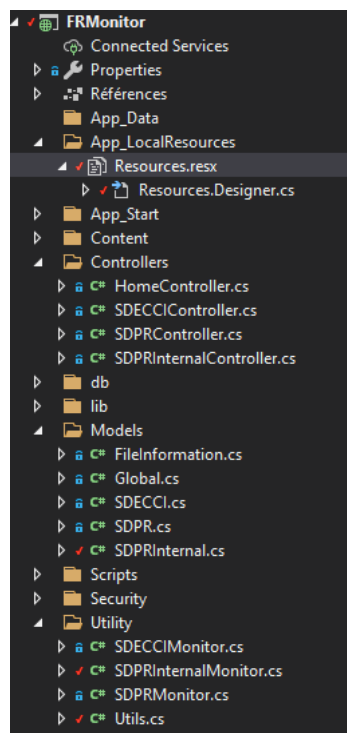 FRMonitor
Connected Services
Properties
Références
App_Data
App_LocalResources
Resources.resx
Resources.Designer.cs
App_Start
Content
Controllers
C# HomeController.cs
C# SDECCIController.cs
C# SDPRController.cs
C# SDPRInternalController.cs
db
lib
Models
C# FileInformation.cs
C# Global.cs
C# SDECCI.cs
C# SDPR.cs
C# SDPRInternal.cs
Scripts
Security
Utility
C# SDECCIMonitor.cs
C# SDPRInternalMonitor.cs
C# SDPRMonitor.cs
C# Utils.cs